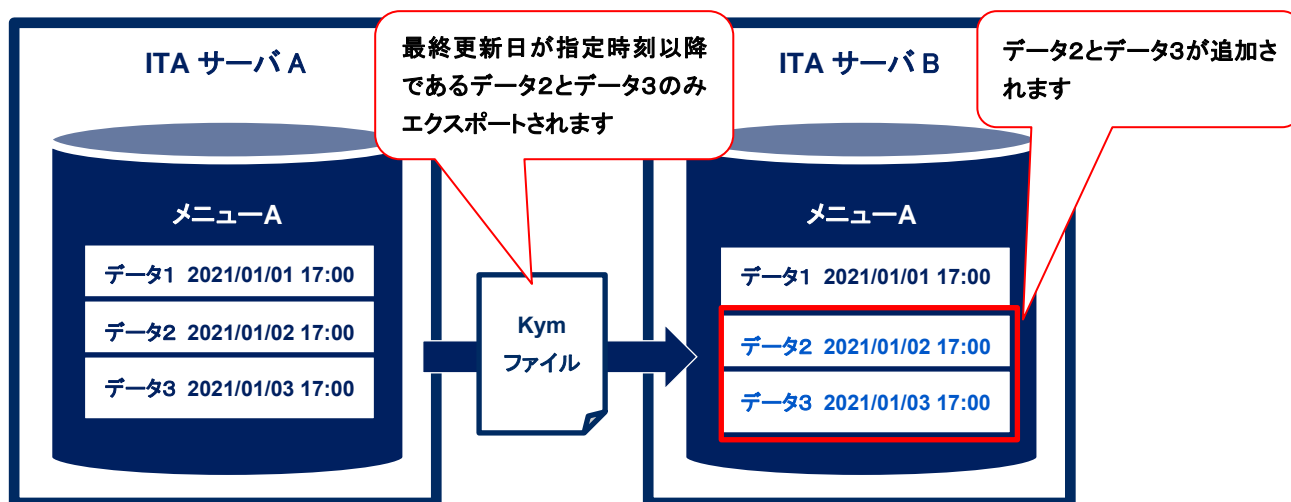 ITA サーバ A
最終更新日が指定時刻以降
であるデータ2とデータ3のみ
エクスポートされます
ITA サーバ B
データ2とデータ3が追加さ
れます
メニューA
データ1 2021/01/01 17:00
データ2 2021/01/02 17:00
データ3 2021/01/03 17:00
Kym
ファイル
メニューA
データ1 2021/01/01 17:00
データ2 2021/01/02 17:00
データ3 2021/01/03 17:00